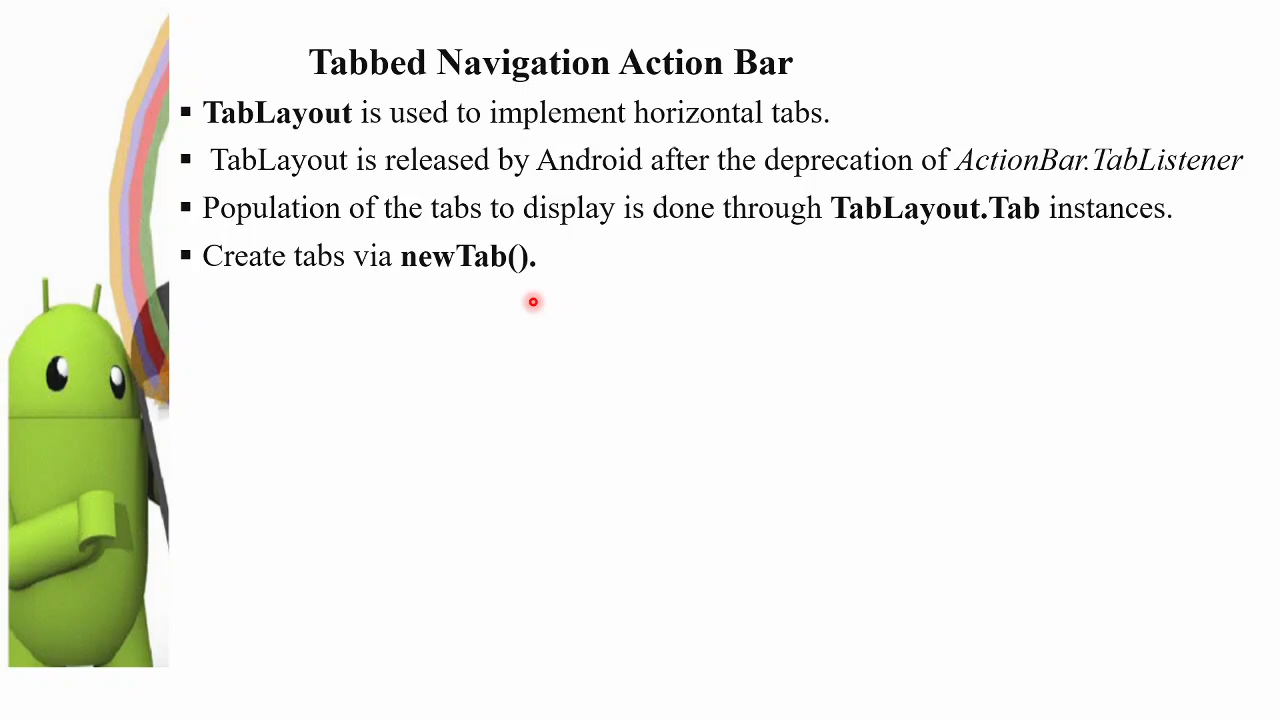 Tabbed Navigation Action Bar
▪ TabLayout is used to implement horizontal tabs.
▪ TabLayout is released by Android after the deprecation of ActionBar.TabListener
▪ Population of the tabs to display is done through TabLayout.Tab instances.
▪ Create tabs via newTab().